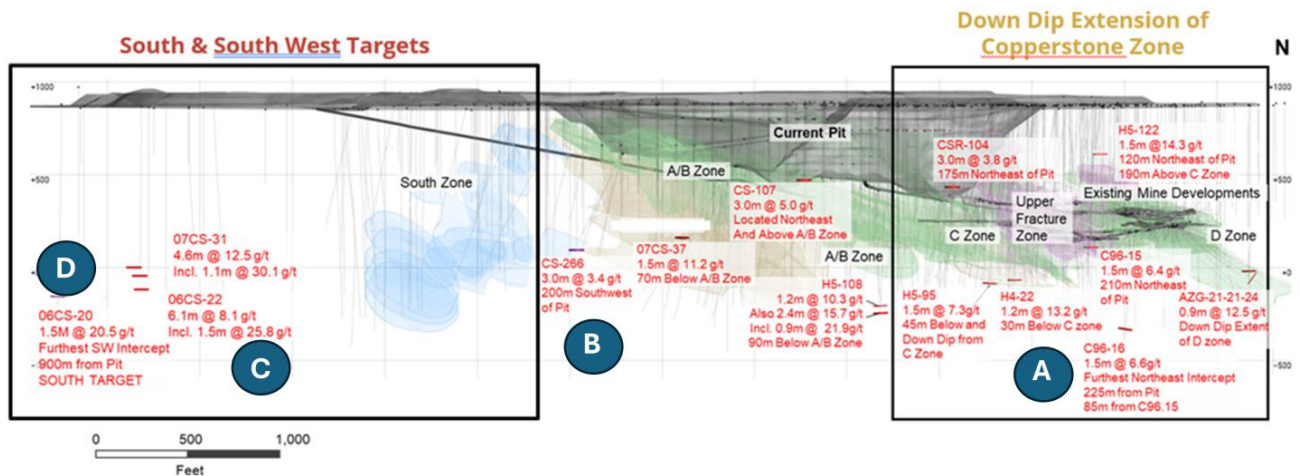 South & South West Targets
Down Dip Extension of
Copperstone Zone
N
+1000
+500
+0
-500
+1000
+500
+0
-500
Current Pit
A/B Zone
South Zone
CS-107
3.0m @ 5.0 g/t
Located Northeast
And Above A/B Zone
CSR-104
3.0m @ 3.8 g/t
175m Northeast of Pit
H5-122
1.5m @14.3 g/t
120m Northeast of Pit
190m Above C Zone
Existing Mine Developments
Upper
Fracture
Zone
C Zone
D Zone
A/B Zone
D
07CS-31
4.6m @ 12.5 g/t
Incl. 1.1m @ 30.1 g/t
06CS-22
6.1m @ 8.1 g/t
Incl. 1.5m @ 25.8 g/t
06CS-20
1.5M @ 20.5 g/t
Furthest SW Intercept
900m from Pit
SOUTH TARGET
C
CS-266
3.0m @ 3.4 g/t
200m Southwest
of Pit
B
07CS-37
1.5m @ 11.2 g/t
70m Below A/B Zone
H5-108
1.2m @ 10.3 g/t
Also 2.4m @ 15.7 g/t
Incl. 0.9m @ 21.9g/t
90m Below A/B Zone
H5-95
1.5m @ 7.3g/t
45m Below and
Down Dip from
C Zone
H4-22
1.2m @ 13.2 g/t
30m Below C zone
C96-15
1.5m @ 6.4 g/t
210m Northeast
of Pit
AZG-21-21-24
0.9m @ 12.5 g/t
Down Dip Extent
of D zone
A
C96-16
1.5m @ 6.6g/t
Furthest Northeast Intercept
225m from Pit
85m from C96.15
0 500 1,000
Feet